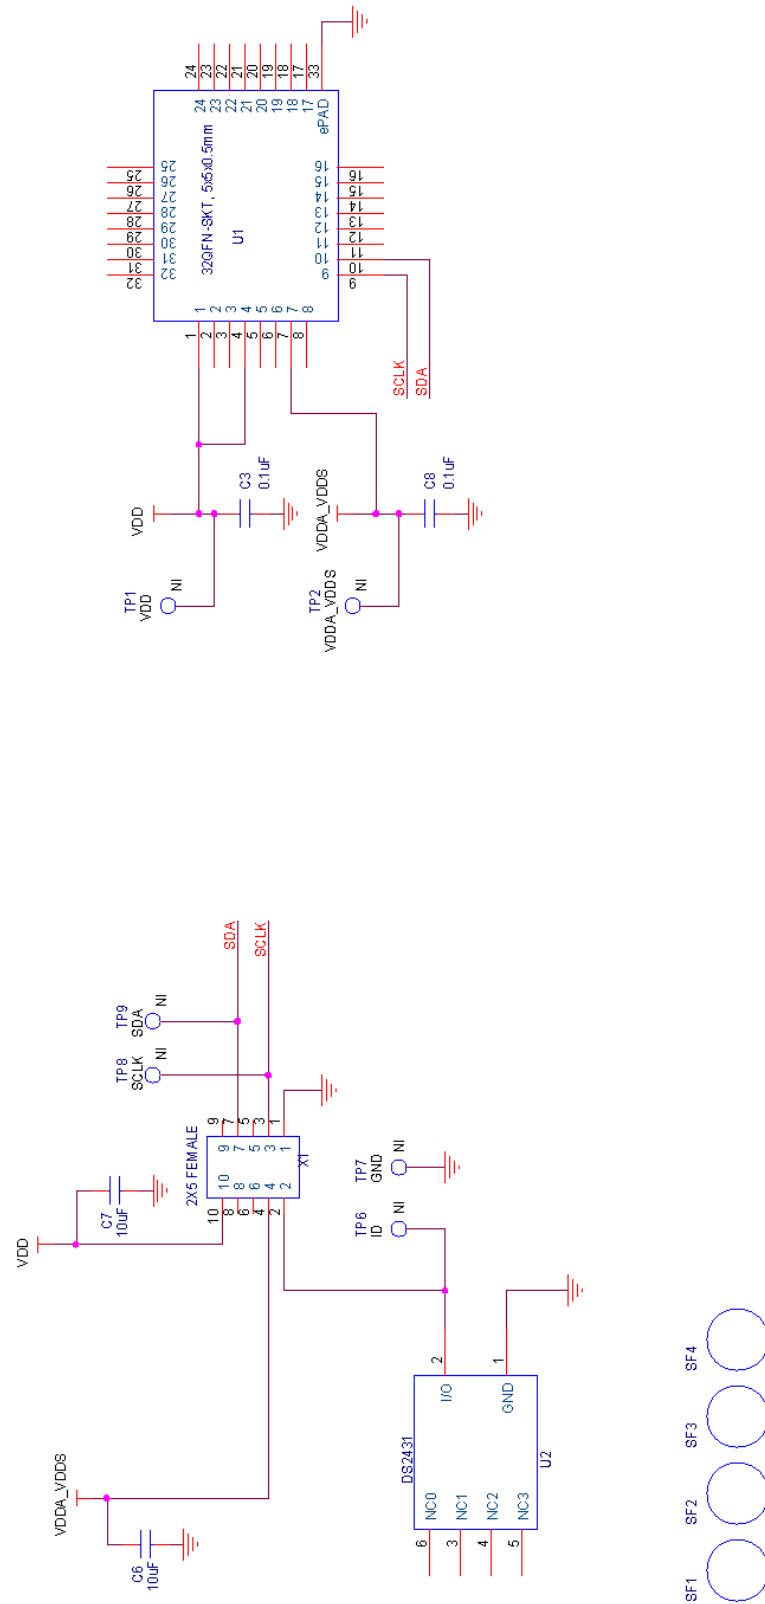 24
23
22
21
20
19
18
17
33
24
23
22
21
20
19
18
17
ePAD
25
26
27
28
29
30
31
32
25
26
27
28
29
30
31
32
32QFN-SKT, 5x5x0.5mm
U1
16
15
14
13
12
11
10
9
16
15
14
13
12
11
10
9
1
2
3
4
5
6
7
8
1
2
3
4
5
6
7
8
SCLK
SDA
VDD
C3
0.1uF
VDDA_VDDS
C8
0.1uF
TP1
VDD
NI
TP2
VDDA_VDDS
NI
SDA
SCLK
TP9
SDA
NI
TP8
SCLK
NI
2X5 FEMALE
X1
9
7
5
3
1
9
7
5
3
1
10
8
6
4
2
10
8
6
4
2
VDD
C7
10uF
TP7
GND
NI
TP6
ID
NI
VDDA_VDDS
C6
10uF
DS2431
U2
2
1
I/O
GND
NC0
NC1
NC2
NC3
6
3
4
5
SF4
SF3
SF2
SF1